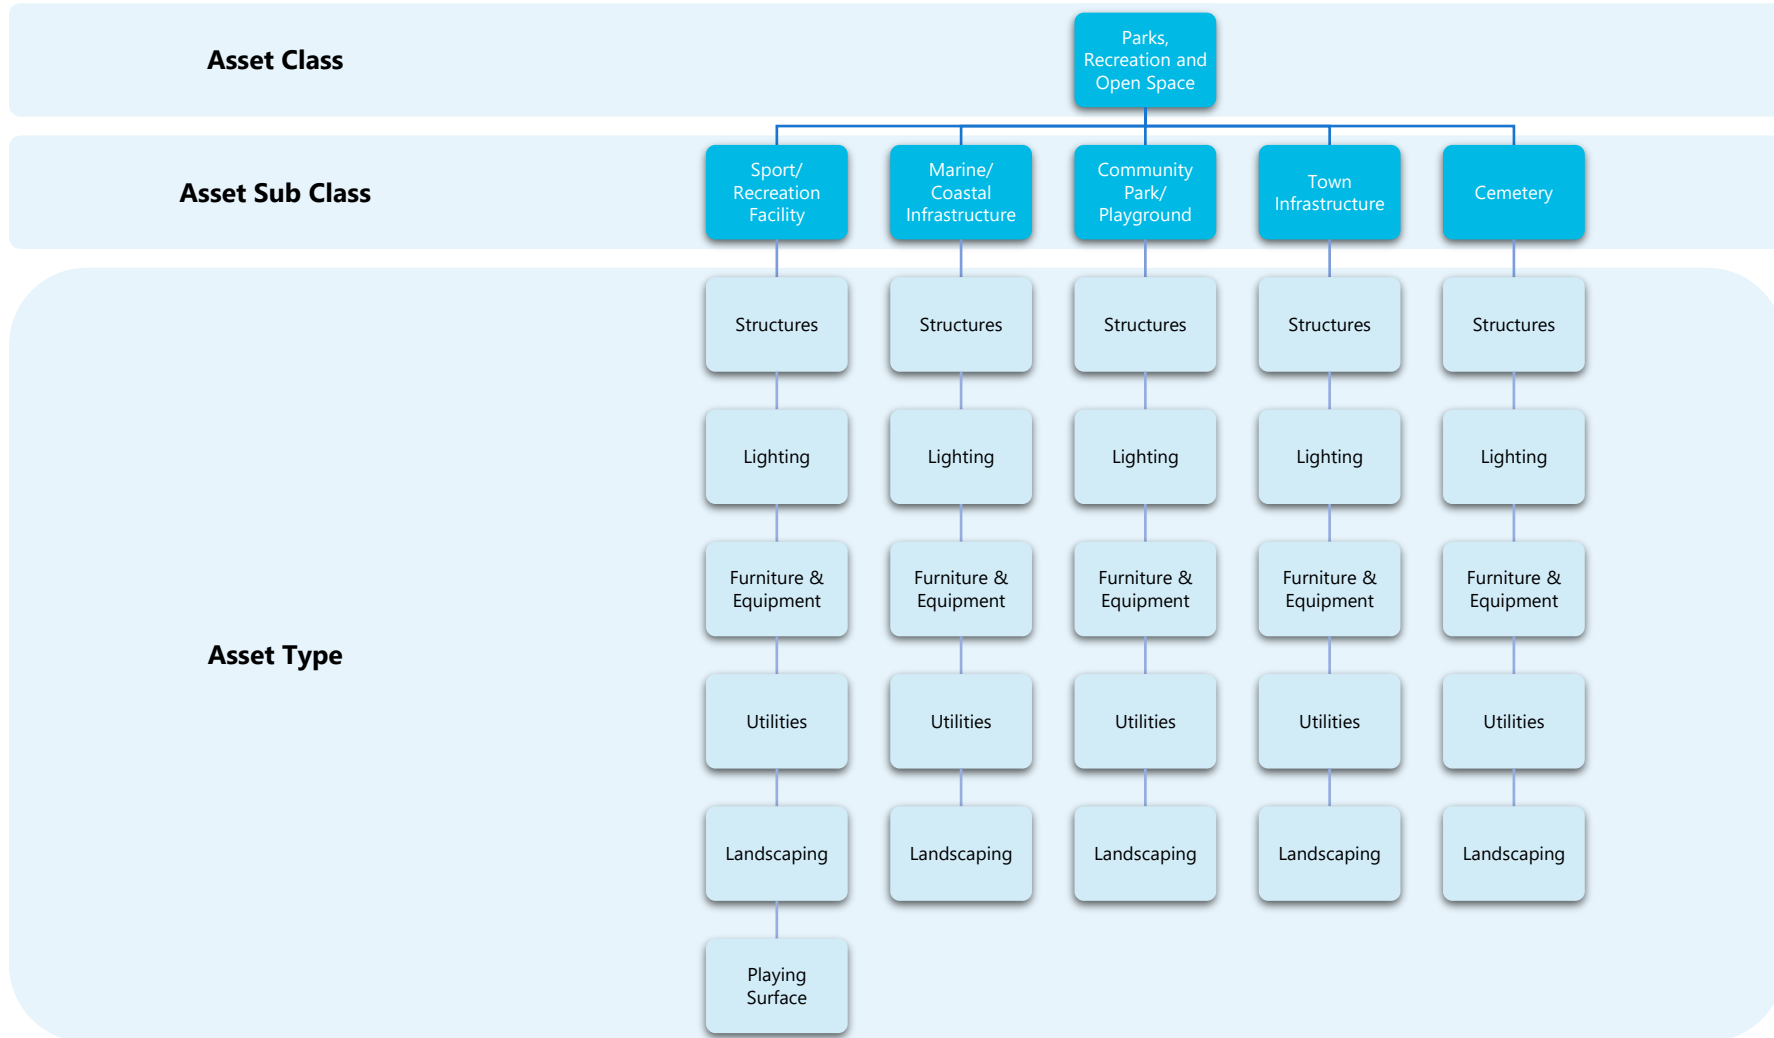 Asset Class
Parks,
Recreation and
Open Space
Asset Sub Class
Sport/
Recreation
Facility
Marine/
Coastal
Infrastructure
Community
Park/
Playground
Town
Infrastructure
Cemetery
Asset Type
Structures
Structures
Structures
Structures
Structures
Lighting
Lighting
Lighting
Lighting
Lighting
Furniture &
Equipment
Furniture &
Equipment
Furniture &
Equipment
Furniture &
Equipment
Furniture &
Equipment
Utilities
Utilities
Utilities
Utilities
Utilities
Landscaping
Landscaping
Landscaping
Landscaping
Landscaping
Playing
Surface